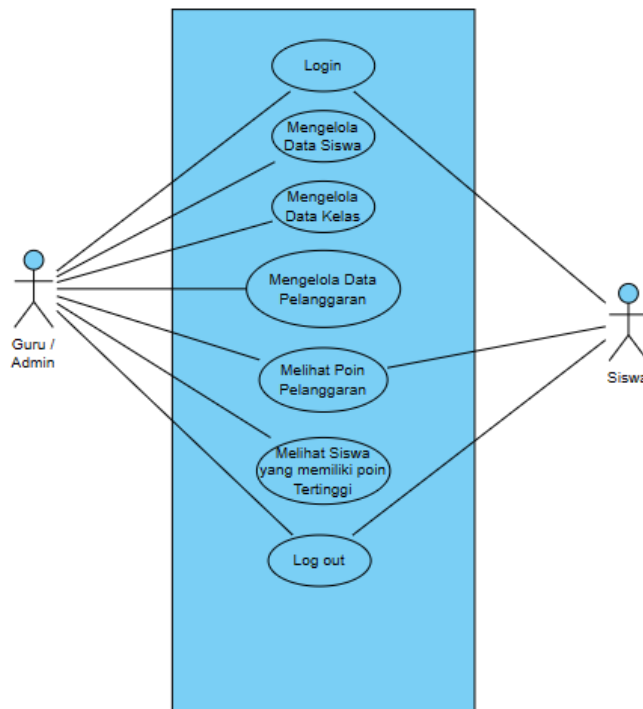 Login
Mengelola
Data Siswa
Mengelola
Data Kelas
Mengelola Data
Pelanggaran
Guru /
Admin
Melihat Poin
Pelanggaran
Siswa
Melihat Siswa
yang memiliki poin
Tertinggi
Log out